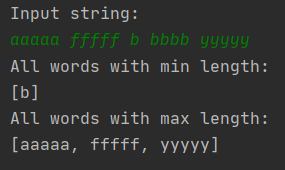 Input string:
aaaaa fffff b bbbb yyyyy
All words with min length:
[b]
All words with max length:
[aaaaa, fffff, yyyyy]